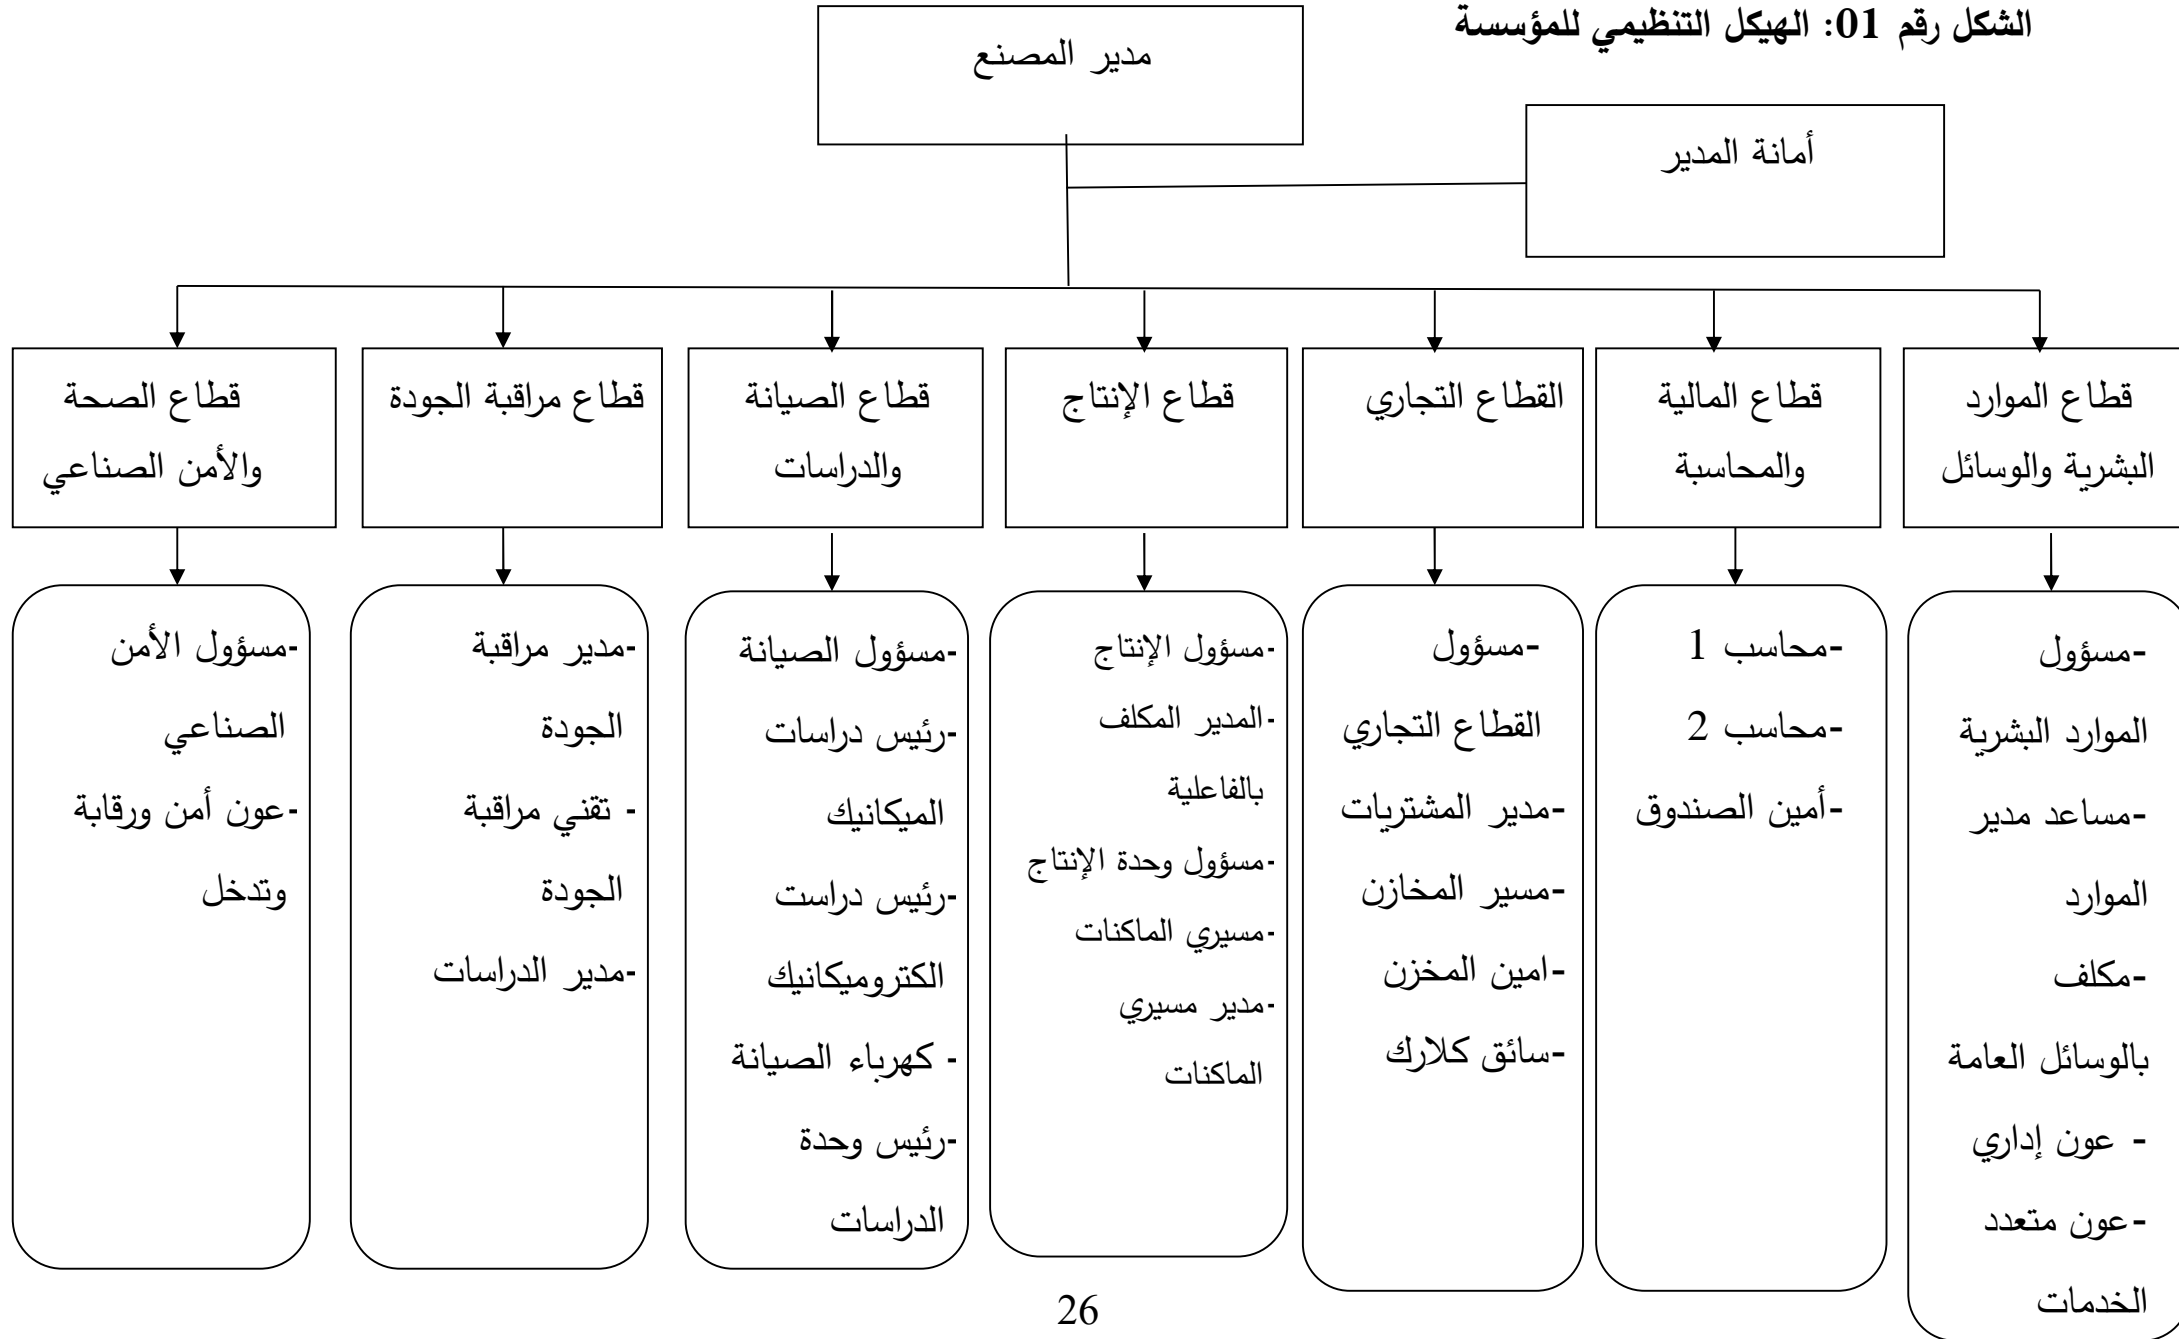 الشكل رقم 01: الهيكل التنظيمي للمؤسسة
مدير المصنع
أمانة المدير
قطاع الموارد
البشرية والوسائل
قطاع المالية
والمحاسبة
القطاع التجاري
قطاع الإنتاج
قطاع الصيانة
والدراسات
قطاع مراقبة الجودة
قطاع الصحة
والأمن الصناعي
-مسؤول
الموارد البشرية
-مساعد مدير
الموارد
-مكلف
بالوسائل العامة
- عون إداري
-عون متعدد
الخدمات
-محاسب 1
-محاسب 2
-أمين الصندوق
-مسؤول
القطاع التجاري
-مدير المشتريات
-مسير المخازن
-امين المخزن
-سائق كلارك
-مسؤول الإنتاج
-المدير المكلف
بالفاعلية
-مسؤول وحدة الإنتاج
-مسيري الماكنات
-مدير مسيري
الماكنات
-مسؤول الصيانة
-رئيس دراسات
الميكانيك
-رئيس دراست
الكتروميكانيك
- كهرباء الصيانة
-رئيس وحدة
الدراسات
-مدير مراقبة
الجودة
- تقني مراقبة
الجودة
-مدير الدراسات
-مسؤول الأمن
الصناعي
-عون أمن ورقابة
وتدخل
26